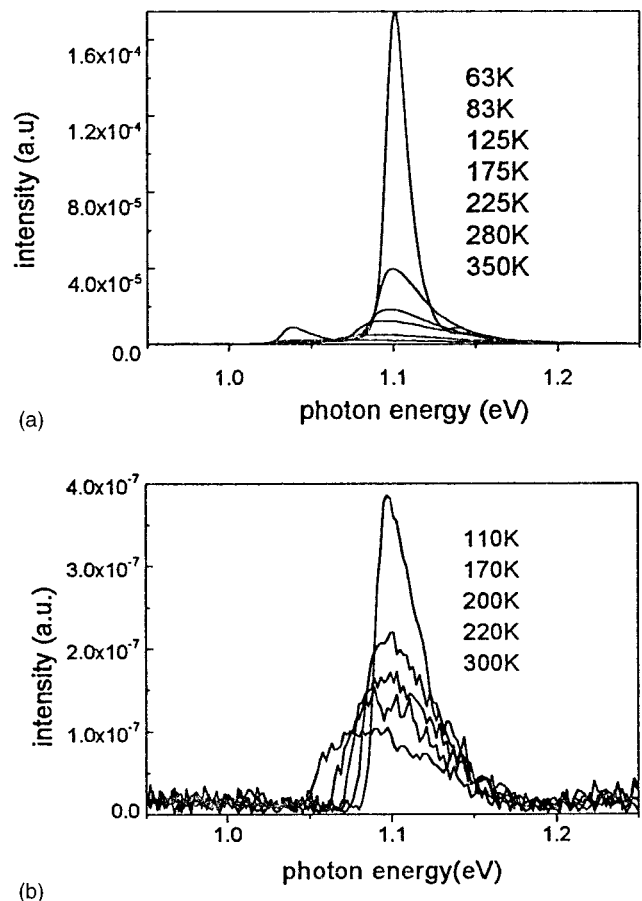 1.6x10-4
1.2x10-4
8.0x10-5
4.0x10-5
0.0
intensity (a.u)
63K
83K
125K
175K
225K
280K
350K
1.0 1.1 1.2
photon energy (eV)
(a)
4.0x10-7
3.0x10-7
2.0x10-7
1.0x10-7
0.0
intensity (a.u.)
110K
170K
200K
220K
300K
1.0 1.1 1.2
photon energy(eV)
(b)